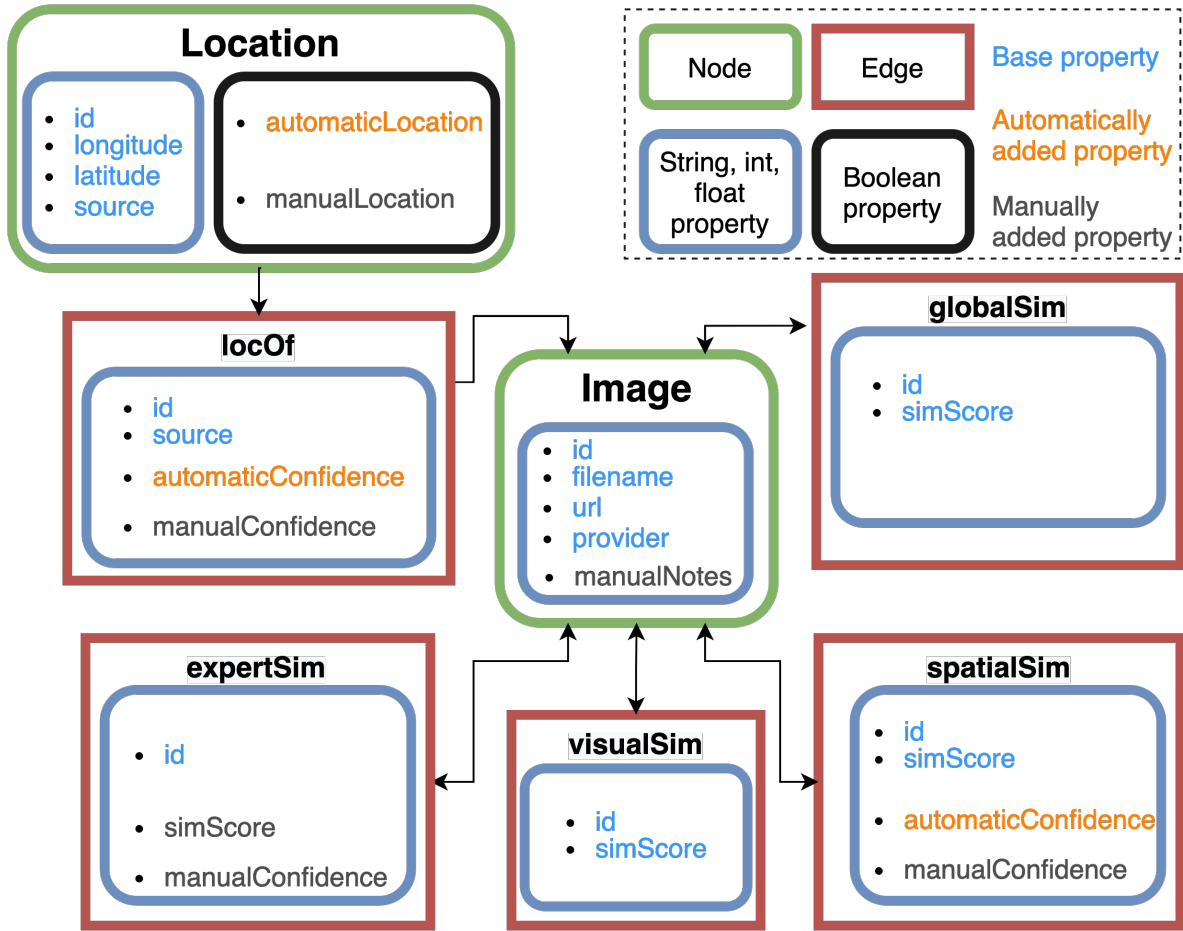 Location
id
longitude
latitude
source
automaticLocation
manualLocation
Node
Edge
Base property
String, int,
float
property
Boolean
property
Automatically
added property
Manually
added property
locOf
id
source
automaticConfidence
manualConfidence
Image
id
filename
url
provider
manualNotes
globalSim
id
simScore
expertSim
id
simScore
manualConfidence
visualSim
id
simScore
spatialSim
id
simScore
automaticConfidence
manualConfidence